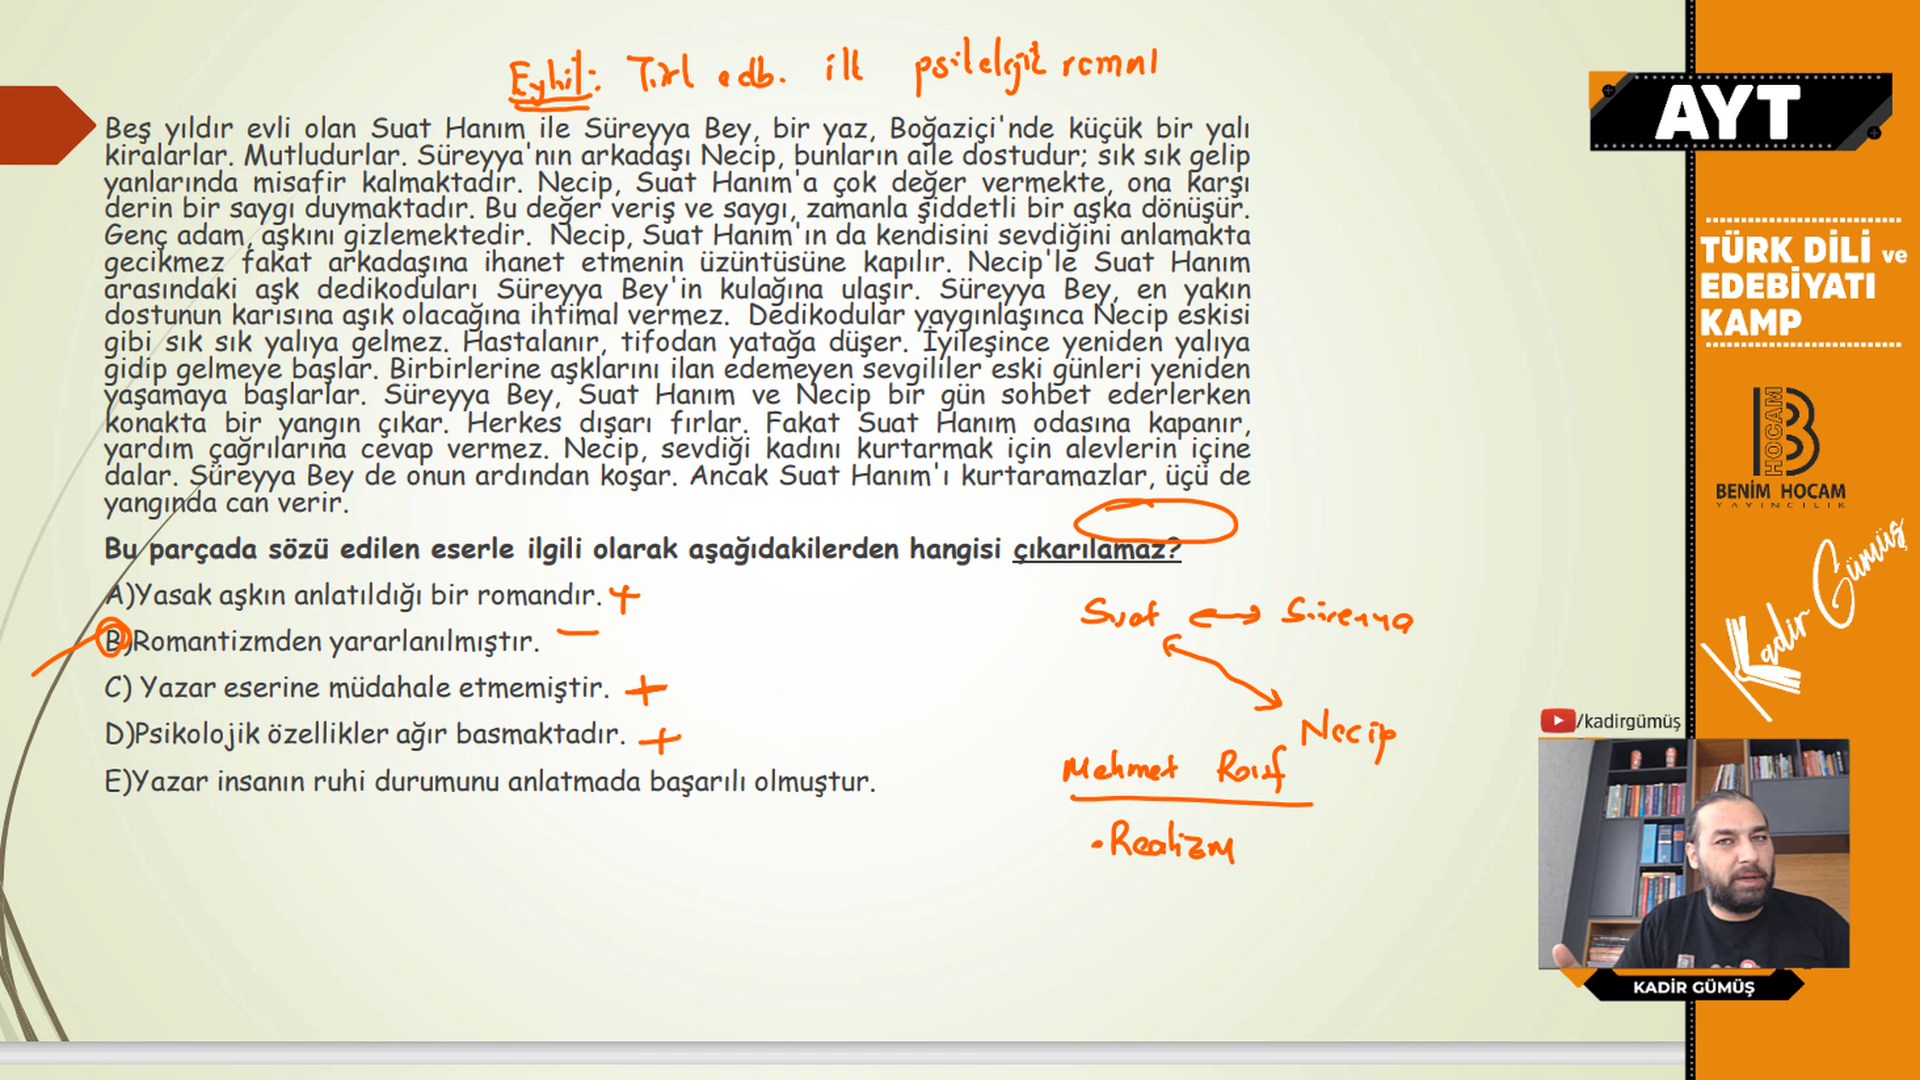 Eylül: Türk edb. ilk psikolojik romanı
Beş yıldır evli olan Suat Hanım ile Süreyya Bey, bir yaz, Boğaziçi'nde küçük bir yalı
kiralarlar. Mutludurlar. Süreyya'nın arkadaşı Necip, bunların aile dostudur; sık sık gelip
yanlarında misafir kalmaktadır. Necip, Suat Hanım'a çok değer vermekte, ona karşı
derin bir saygı duymaktadır. Bu değer veriş ve saygı, zamanla şiddetli bir aşka dönüşür.
Genç adam, aşkını gizlemektedir. Necip, Suat Hanım'ın da kendisini sevdiğini anlamakta
gecikmez fakat arkadaşına ihanet etmenin üzüntüsüne kapılır. Necip'le Suat Hanım
arasındaki aşk dedikoduları Süreyya Bey'in kulağına ulaşır. Süreyya Bey, en yakın
dostunun karısına aşık olacağına ihtimal vermez. Dedikodular yaygınlaşınca Necip eskisi
gibi sık sık yalıya gelmez. Hastalanır, tifodan yatağa düşer. İyileşince yeniden yalıya
gidip gelmeye başlar. Birbirlerine aşklarını ilan edemeyen sevgililer eski günleri yeniden
yaşamaya başlarlar. Süreyya Bey, Suat Hanım ve Necip bir gün sohbet ederlerken
konakta bir yangın çıkar. Herkes dışarı fırlar. Fakat Suat Hanım odasına kapanır,
yardım çağrılarına cevap vermez. Necip, sevdiği kadını kurtarmak için alevlerin içine
dalar. Süreyya Bey de onun ardından koşar. Ancak Suat Hanım'ı kurtaramazlar, üçü de
yangında can verir.
Bu parçada sözü edilen eserle ilgili olarak aşağıdakilerden hangisi çıkarılamaz?
A)Yasak aşkın anlatıldığı bir romandır. +
B)Romantizmden yararlanılmıştır. –
C) Yazar eserine müdahale etmemiştir. +
D)Psikolojik özellikler ağır basmaktadır. +
E)Yazar insanın ruhi durumunu anlatmada başarılı olmuştur.
Suat ↔ Süreyya
Necip
Mehmet Rauf
• Realizm
AYT
TÜRK DİLİ ve
EDEBİYATI
KAMP
HOCAM
BENİM HOCAM
YAYINCILIK
Kadir Gümüş
/kadirgümüş
KADİR GÜMÜŞ